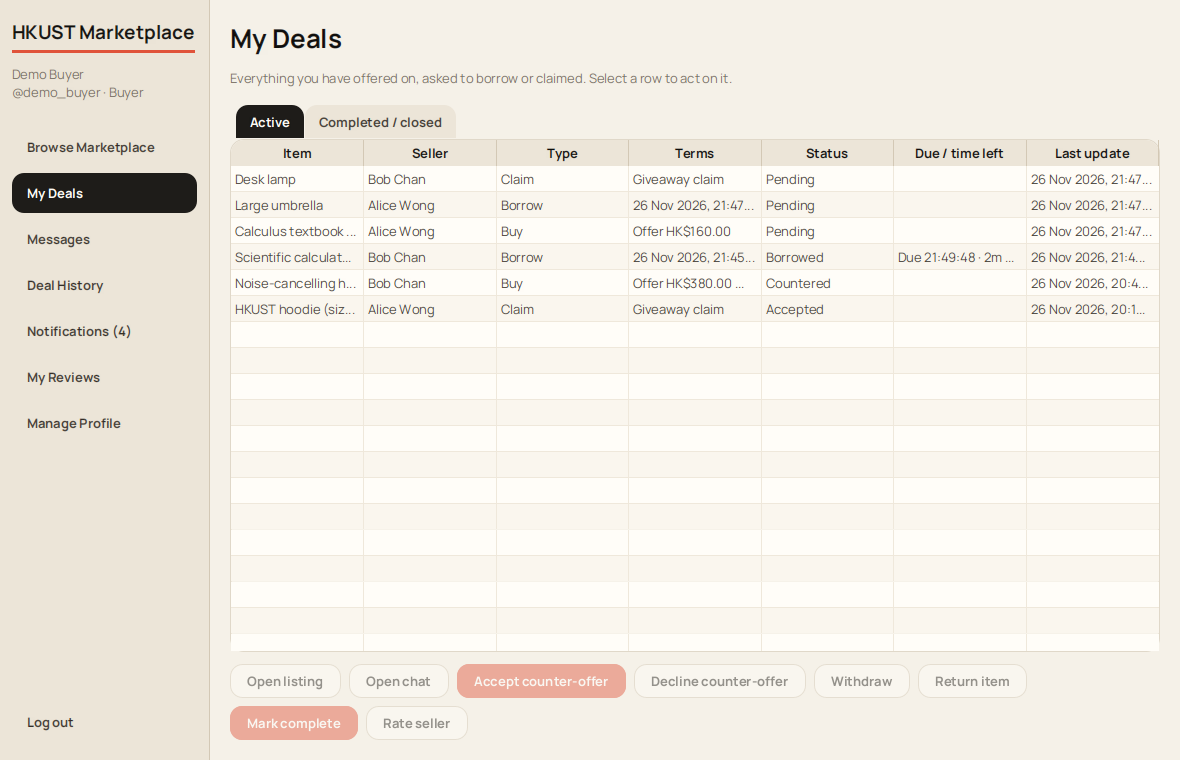 HKUST Marketplace
Demo Buyer
@demo_buyer · Buyer
Browse Marketplace
My Deals
Messages
Deal History
Notifications (4)
My Reviews
Manage Profile
Log out
My Deals
Everything you have offered on, asked to borrow or claimed. Select a row to act on it.
Active Completed / closed
Item Seller Type Terms Status Due / time left Last update
Desk lamp Bob Chan Claim Giveaway claim Pending 26 Nov 2026, 21:47...
Large umbrella Alice Wong Borrow 26 Nov 2026, 21:47... Pending 26 Nov 2026, 21:47...
Calculus textbook ... Alice Wong Buy Offer HK$160.00 Pending 26 Nov 2026, 21:47...
Scientific calculat... Bob Chan Borrow 26 Nov 2026, 21:45... Borrowed Due 21:49:48 · 2m ... 26 Nov 2026, 21:4...
Noise-cancelling h... Bob Chan Buy Offer HK$380.00 ... Countered 26 Nov 2026, 20:4...
HKUST hoodie (siz... Alice Wong Claim Giveaway claim Accepted 26 Nov 2026, 20:1...
Open listing Open chat Accept counter-offer Decline counter-offer Withdraw Return item
Mark complete Rate seller